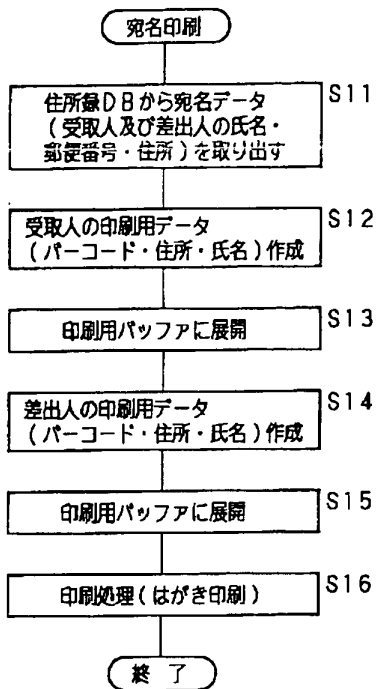 宛名印刷
住所録DBから宛名データ
(受取人及び差出人の氏名・
郵便番号・住所)を取り出す
S11
受取人の印刷用データ
(バーコード・住所・氏名)作成
S12
印刷用バッファに展開
S13
差出人の印刷用データ
(バーコード・住所・氏名)作成
S14
印刷用バッファに展開
S15
印刷処理(はがき印刷)
S16
終 了